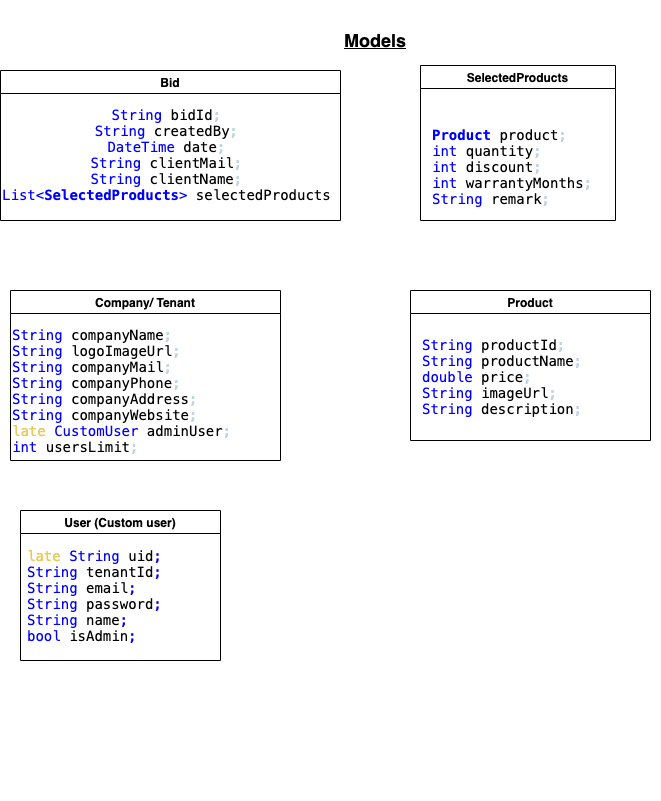 Models
Bid
String bidId;
String createdBy;
DateTime date;
String clientMail;
String clientName;
List<SelectedProducts> selectedProducts
SelectedProducts
Product product;
int quantity;
int discount;
int warrantyMonths;
String remark;
Company/ Tenant
String companyName;
String logoImageUrl;
String companyMail;
String companyPhone;
String companyAddress;
String companyWebsite;
late CustomUser adminUser;
int usersLimit;
Product
String productId;
String productName;
double price;
String imageUrl;
String description;
User (Custom user)
late String uid;
String tenantId;
String email;
String password;
String name;
bool isAdmin;